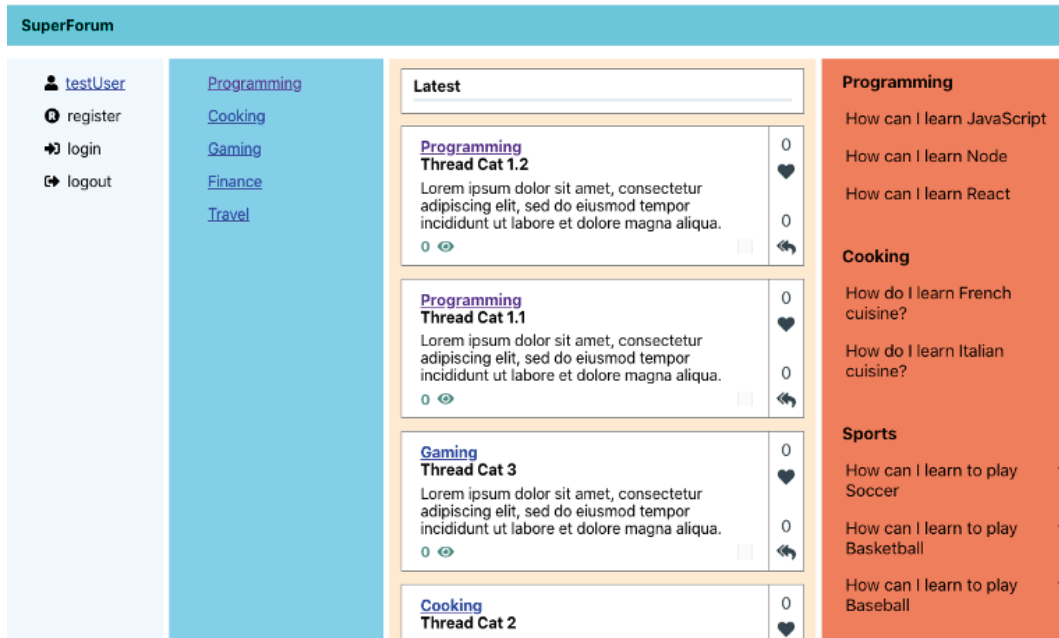 SuperForum
testUser
register
login
logout
Programming
Cooking
Gaming
Finance
Travel
Latest
Programming
Thread Cat 1.2
Lorem ipsum dolor sit amet, consectetur
adipiscing elit, sed do eiusmod tempor
incididunt ut labore et dolore magna aliqua.
0
0
0
Programming
Thread Cat 1.1
Lorem ipsum dolor sit amet, consectetur
adipiscing elit, sed do eiusmod tempor
incididunt ut labore et dolore magna aliqua.
0
0
0
Gaming
Thread Cat 3
Lorem ipsum dolor sit amet, consectetur
adipiscing elit, sed do eiusmod tempor
incididunt ut labore et dolore magna aliqua.
0
0
0
Cooking
Thread Cat 2
0
Programming
How can I learn JavaScript
How can I learn Node
How can I learn React
Cooking
How do I learn French
cuisine?
How do I learn Italian
cuisine?
Sports
How can I learn to play
Soccer
How can I learn to play
Basketball
How can I learn to play
Baseball